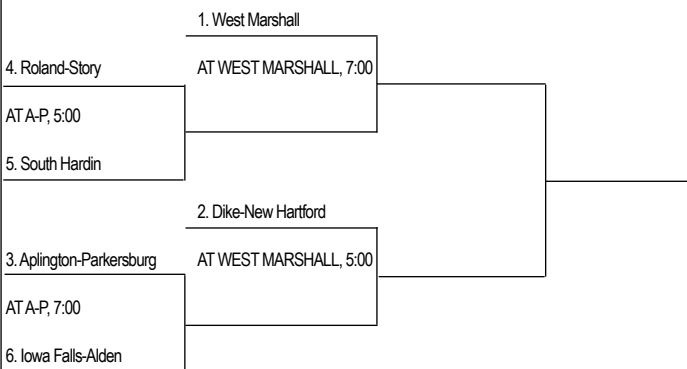 1. West Marshall
4. Roland-Story
AT WEST MARSHALL, 7:00
AT A-P, 5:00
5. South Hardin
2. Dike-New Hartford
3. Aplington-Parkersburg
AT WEST MARSHALL, 5:00
AT A-P, 7:00
6. Iowa Falls-Alden